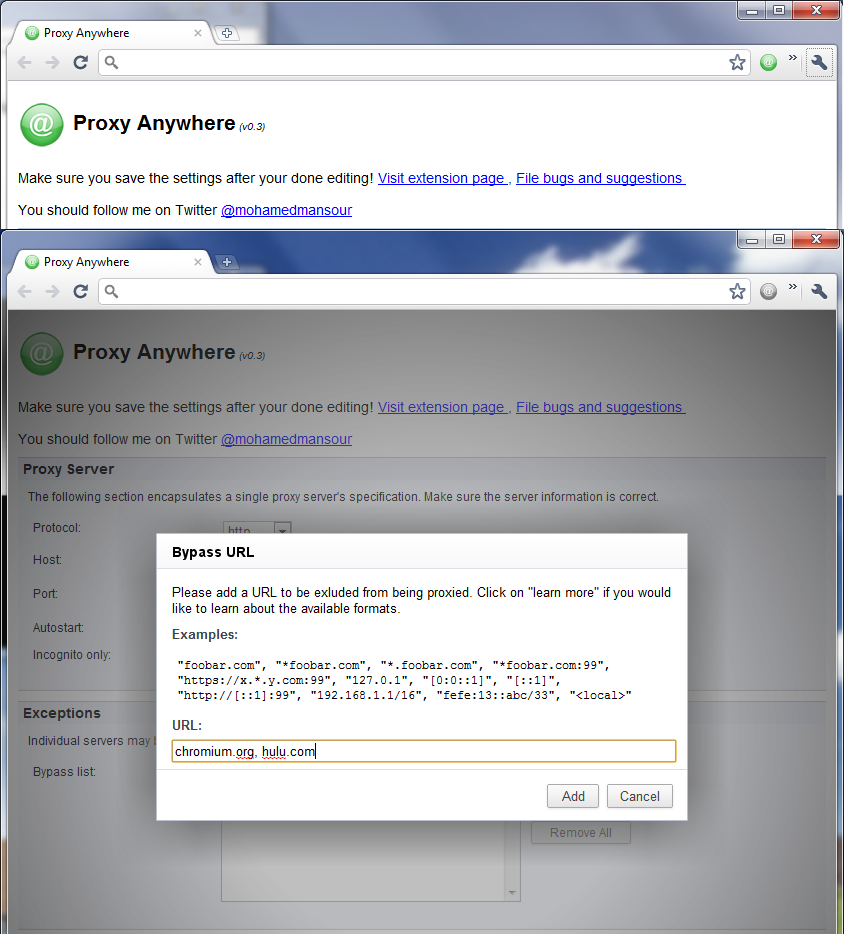 Proxy Anywhere
Proxy Anywhere (v0.3)
Make sure you save the settings after your done editing! Visit extension page , File bugs and suggestions
You should follow me on Twitter @mohamedmansour
Proxy Anywhere
Proxy Anywhere (v0.3)
Make sure you save the settings after your done editing! Visit extension page , File bugs and suggestions
You should follow me on Twitter @mohamedmansour
Proxy Server
The following section encapsulates a single proxy server's specification. Make sure the server information is correct.
Protocol: http
Host:
Port:
Autostart:
Incognito only:
Exceptions
Individual servers may
Bypass list:
Bypass URL
Please add a URL to be exluded from being proxied. Click on "learn more" if you would
like to learn about the available formats.
Examples:
"foobar.com", "*foobar.com", "*.foobar.com", "*foobar.com:99",
"https://x.*.y.com:99", "127.0.1", "[0:0::1]", "[::1]",
"http://[::1]:99", "192.168.1.1/16", "fefe:13::abc/33", "<local>"
URL:
chromium.org, hulu.com
Add Cancel
Remove All